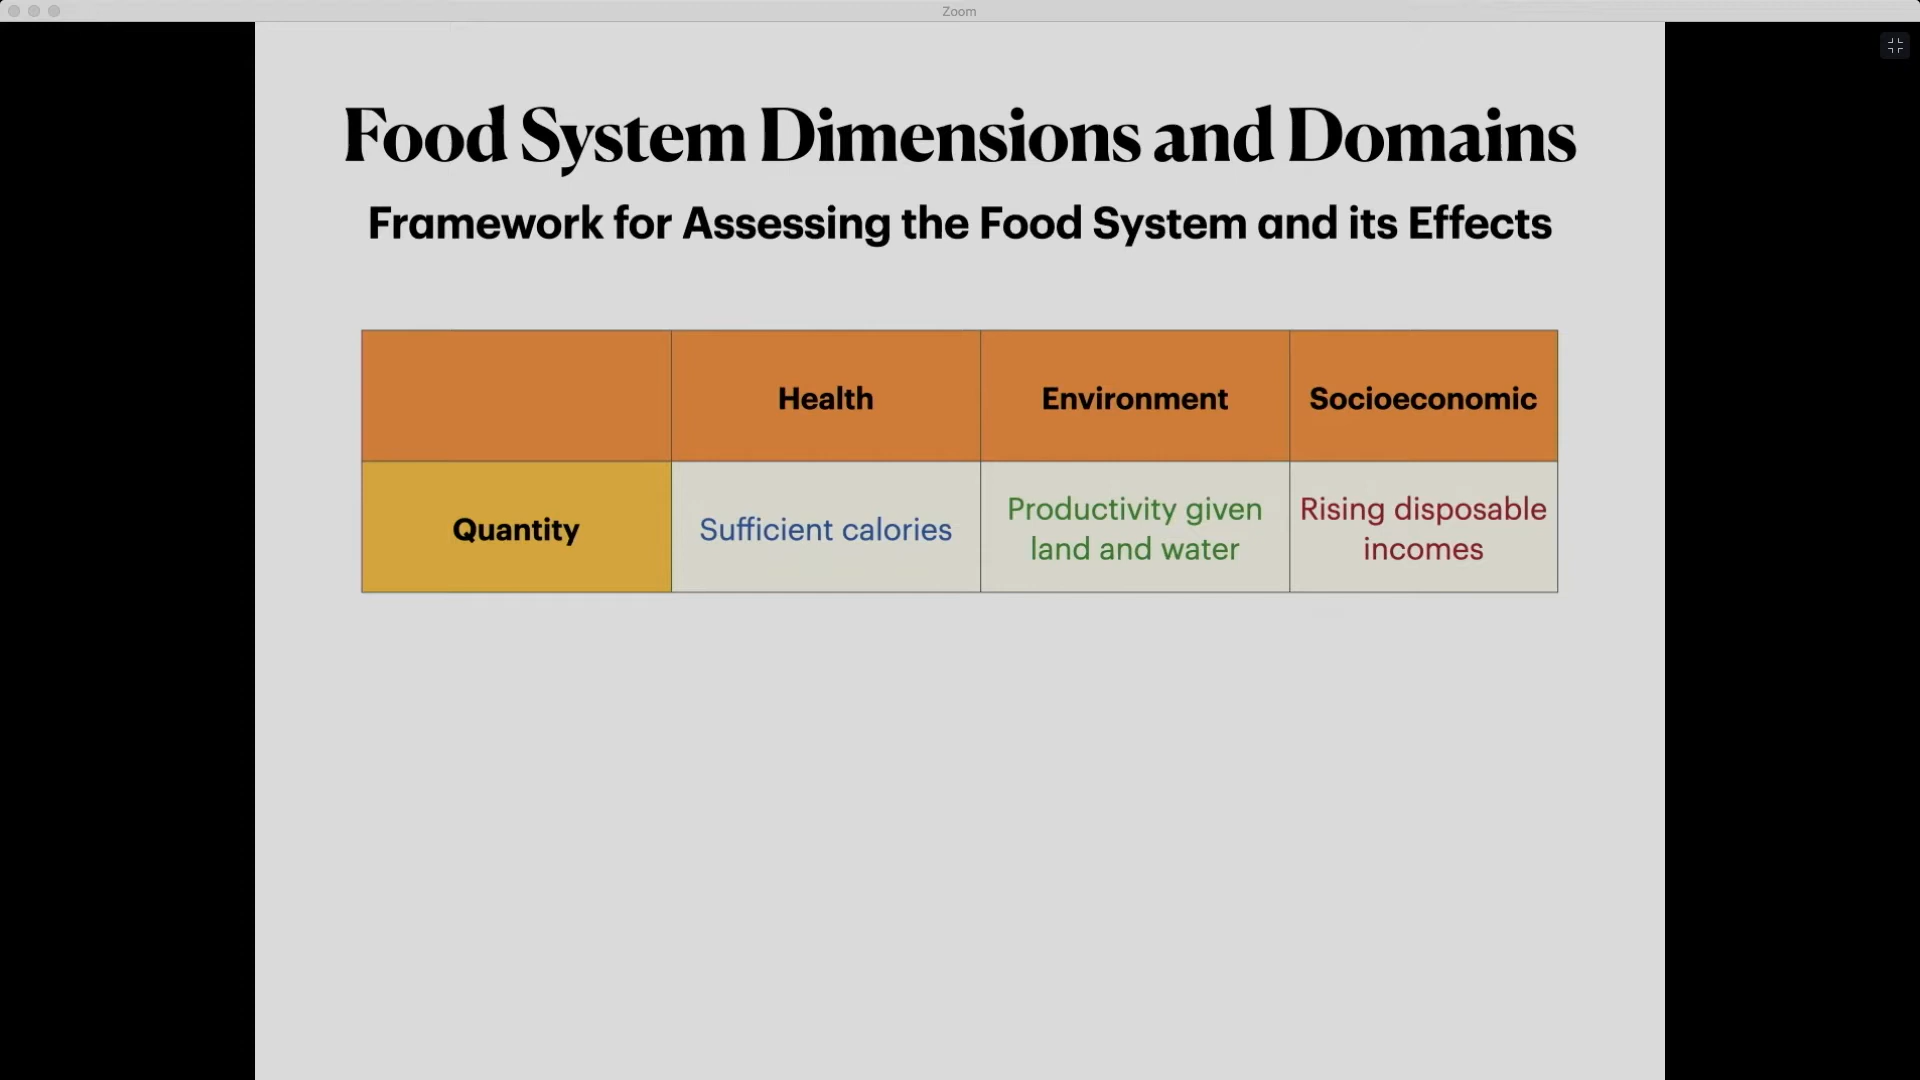 Zoom
Food System Dimensions and Domains
Framework for Assessing the Food System and its Effects
Health
Environment
Socioeconomic
Quantity
Sufficient calories
Productivity given
land and water
Rising disposable
incomes